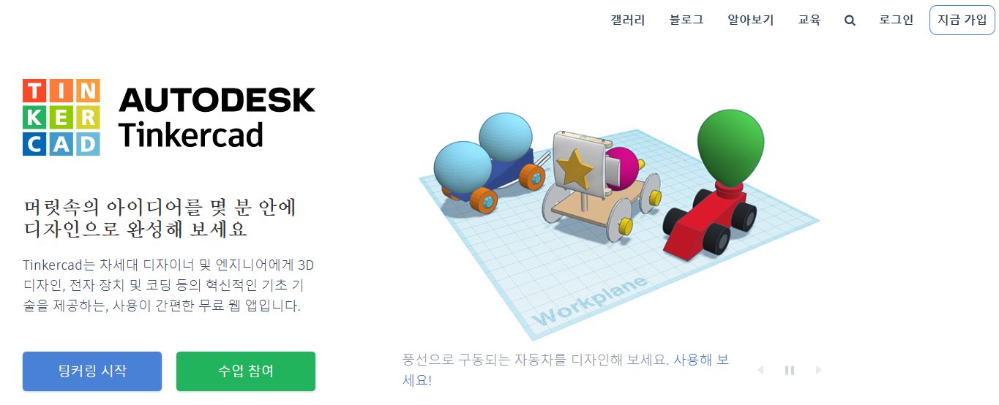 갤러리 블로그 알아보기 교육 로그인 지금 가입
TIN
KER
CAD
AUTODESK
Tinkercad
머릿속의 아이디어를 몇 분 안에
디자인으로 완성해 보세요
Tinkercad는 차세대 디자이너 및 엔지니어에게 3D
디자인, 전자 장치 및 코딩 등의 혁신적인 기초 기
술을 제공하는, 사용이 간편한 무료 웹 앱입니다.
팅커링 시작 수업 참여
Workplane
풍선으로 구동되는 자동차를 디자인해 보세요. 사용해 보
세요!